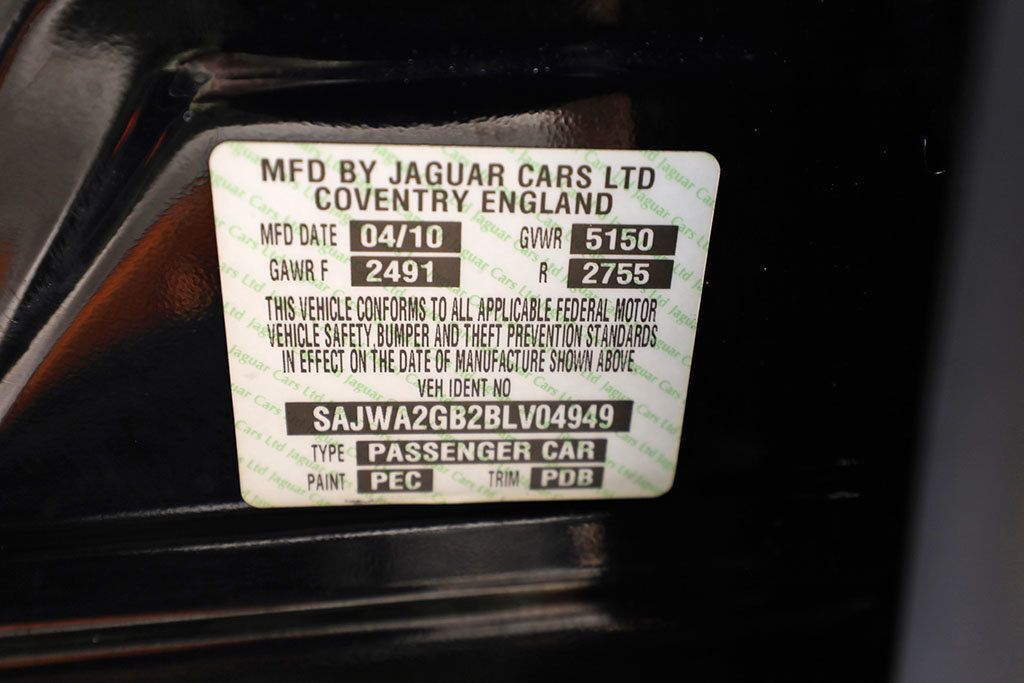 MFD BY JAGUAR CARS LTD
COVENTRY ENGLAND
MFD DATE 04/10 GVWR 5150
GAWR F 2491 R 2755
THIS VEHICLE CONFORMS TO ALL APPLICABLE FEDERAL MOTOR
VEHICLE SAFETY, BUMPER AND THEFT PREVENTION STANDARDS
IN EFFECT ON THE DATE OF MANUFACTURE SHOWN ABOVE
VEH IDENT NO
SAJWA2GB2BLV04949
TYPE PASSENGER CAR
PAINT PEC TRIM PDB